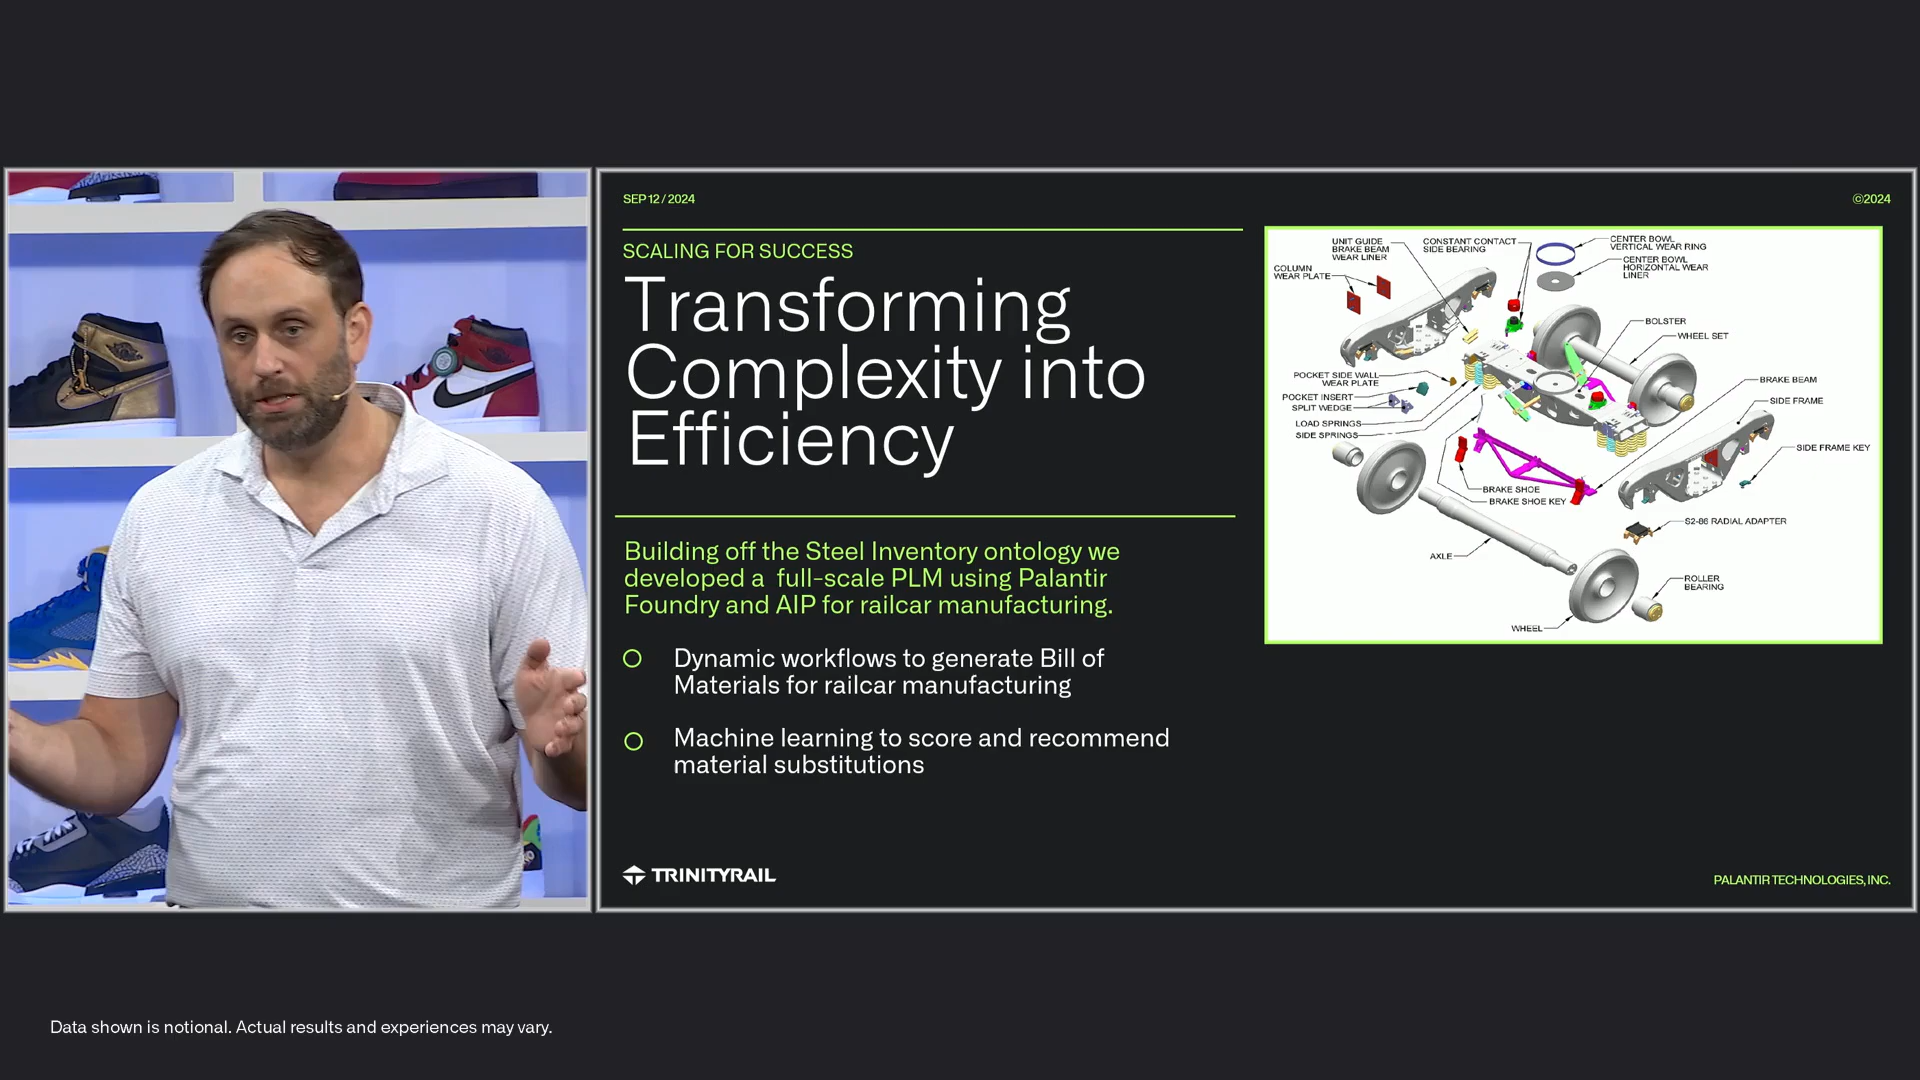 SEP 12 / 2024
©2024
SCALING FOR SUCCESS
Transforming
Complexity into
Efficiency
Building off the Steel Inventory ontology we
developed a full-scale PLM using Palantir
Foundry and AIP for railcar manufacturing.
Dynamic workflows to generate Bill of
Materials for railcar manufacturing
Machine learning to score and recommend
material substitutions
TRINITYRAIL
PALANTIR TECHNOLOGIES, INC.
UNIT GUIDE
BRAKE BEAM
WEAR LINER
CONSTANT CONTACT
SIDE BEARING
CENTER BOWL
VERTICAL WEAR RING
CENTER BOWL
HORIZONTAL WEAR
LINER
COLUMN
WEAR PLATE
BOLSTER
WHEEL SET
POCKET SIDE WALL
WEAR PLATE
BRAKE BEAM
POCKET INSERT
SPLIT WEDGE
SIDE FRAME
LOAD SPRINGS
SIDE SPRINGS
SIDE FRAME KEY
BRAKE SHOE
BRAKE SHOE KEY
S2-86 RADIAL ADAPTER
AXLE
ROLLER
BEARING
WHEEL
Data shown is notional. Actual results and experiences may vary.